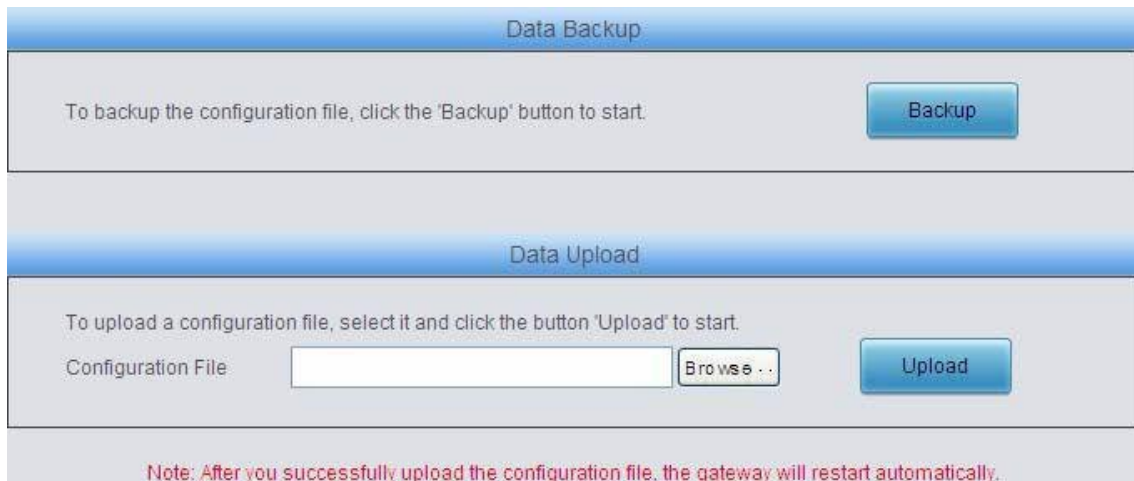 Data Backup
To backup the configuration file, click the 'Backup' button to start.
Backup
Data Upload
To upload a configuration file, select it and click the button 'Upload' to start.
Configuration File
Browse..
Upload
Note: After you successfully upload the configuration file, the gateway will restart automatically.